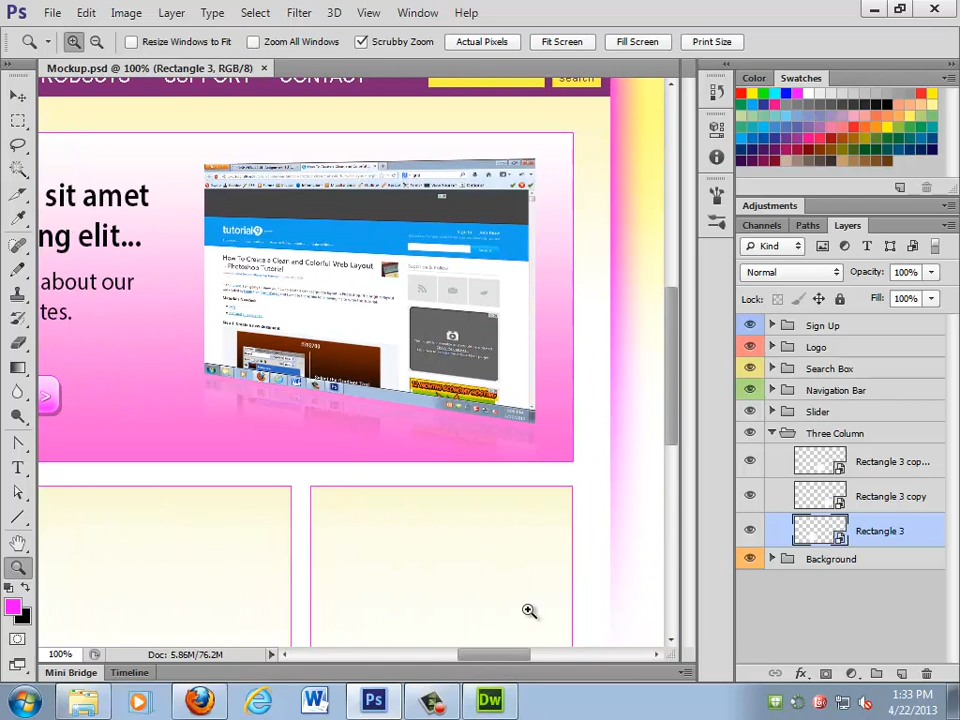 Ps File Edit Image Layer Type Select Filter 3D View Window Help
Resize Windows to Fit Zoom All Windows Scrubby Zoom Actual Pixels Fit Screen Fill Screen Print Size
Mockup.psd @ 100% (Rectangle 3, RGB/8) ×
SUPPORT CONTACT search
sit amet
ng elit...
about our
tes.
>
tutorial9
How To Create a Clean and Colorful Web Layout
- Photoshop Tutorial
Color Swatches
Adjustments
Channels Paths Layers
Kind
Normal Opacity: 100%
Lock: Fill: 100%
Sign Up
Logo
Search Box
Navigation Bar
Slider
Three Column
Rectangle 3 cop...
Rectangle 3 copy
Rectangle 3
Background
100% Doc: 5.86M/76.2M
Mini Bridge Timeline
fx
W Ps Dw
1:33 PM
4/22/2013